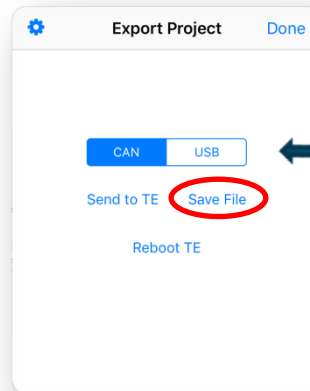 Export Project Done
CAN USB
Send to TE Save File
Reboot TE